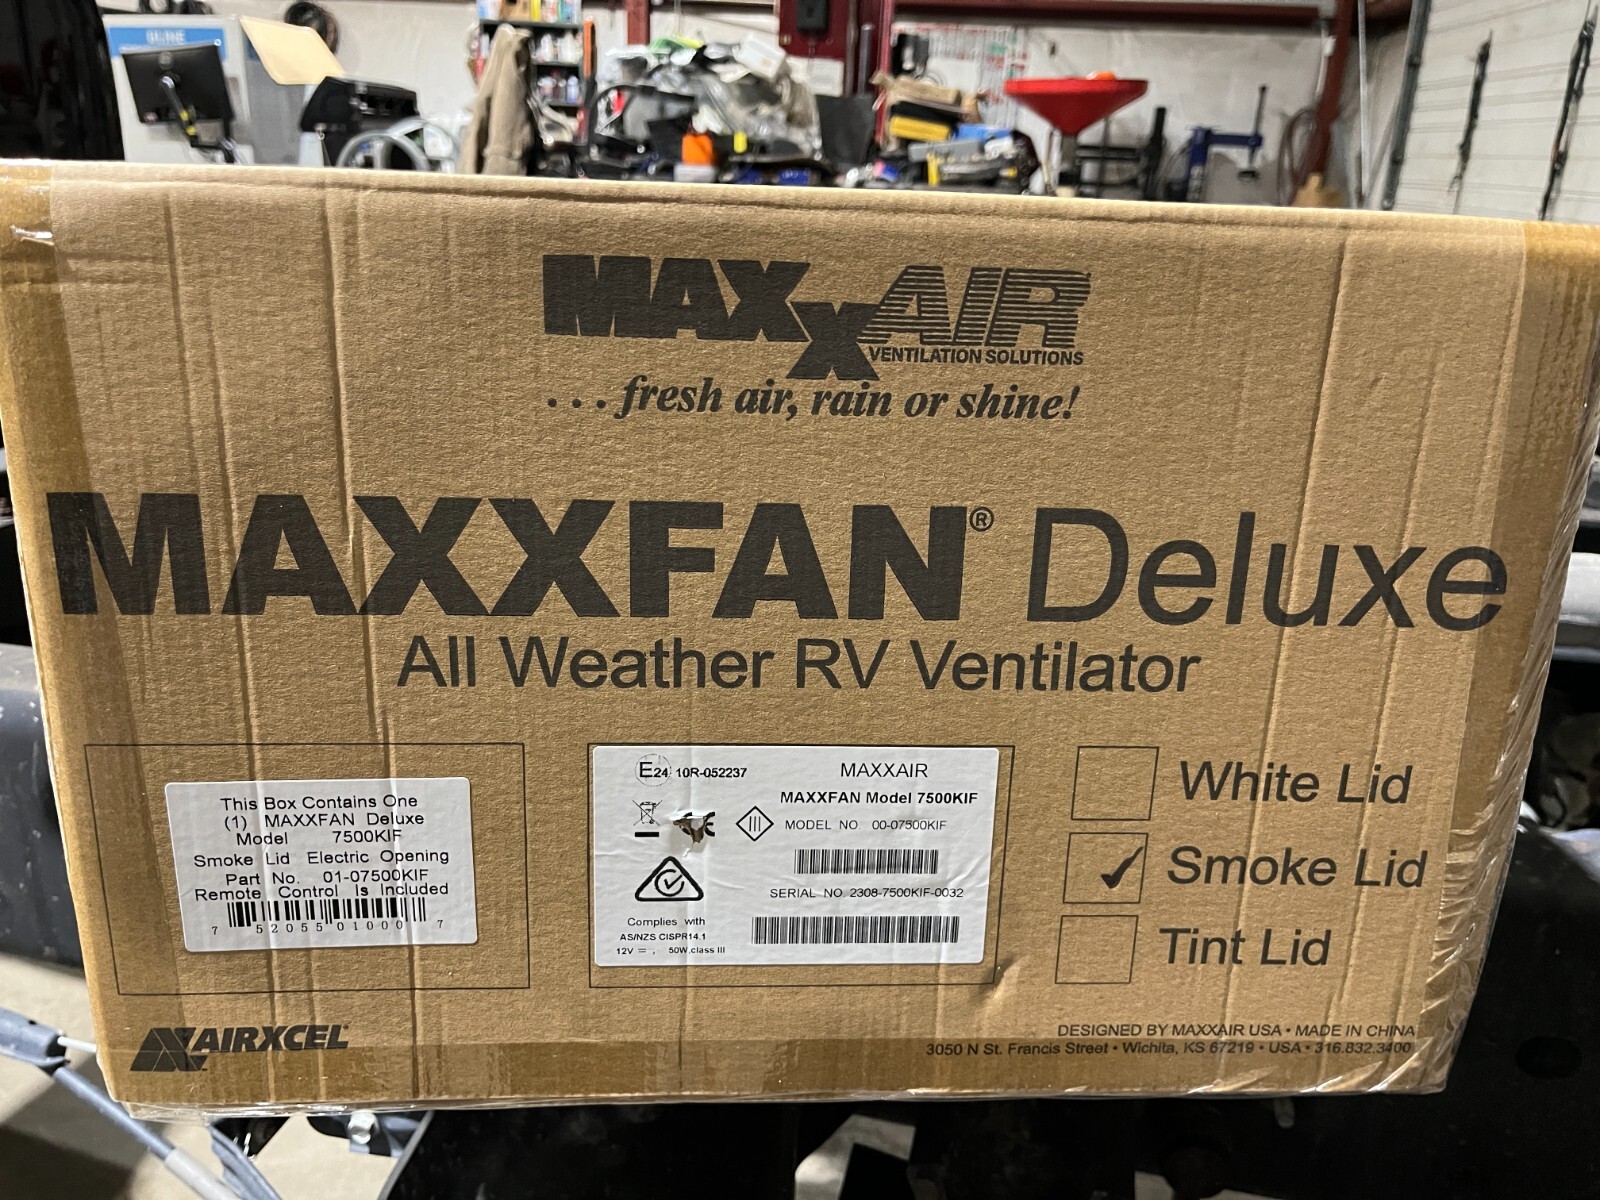 ULINE
MAXXAIR
VENTILATION SOLUTIONS
...fresh air, rain or shine!
MAXXFAN® Deluxe
All Weather RV Ventilator
This Box Contains One
(1) MAXXFAN Deluxe
Model 7500KIF
Smoke Lid Electric Opening
Part No. 01-07500KIF
Remote Control Is Included
7 52055 01000 7
E24 10R-052237
MAXXAIR
MAXXFAN Model 7500KIF
III
MODEL NO. 00-07500KIF
SERIAL NO. 2308-7500KIF-0032
Complies with
AS/NZS CISPR14.1
12V = , 50W,class III
White Lid
Smoke Lid
Tint Lid
AIRXCEL®
DESIGNED BY MAXXAIR USA • MADE IN CHINA
3050 N St. Francis Street • Wichita, KS 67219 • USA • 316.832.3400